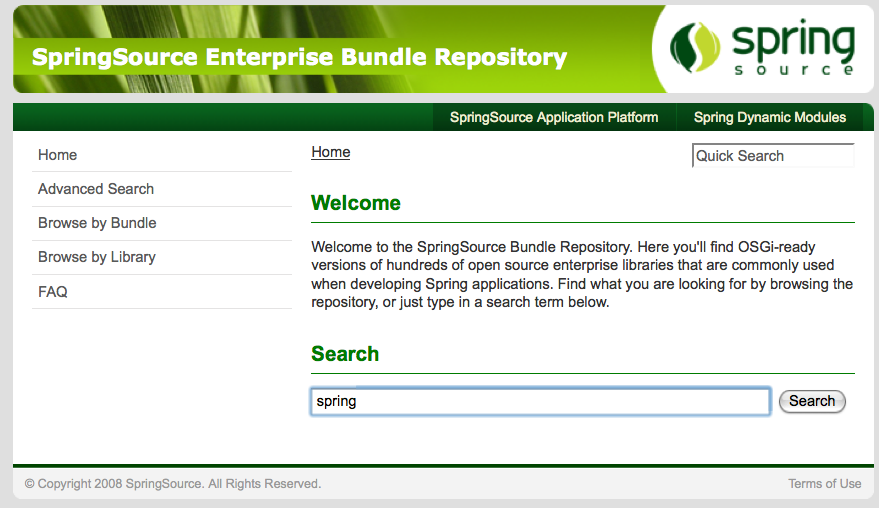 SpringSource Enterprise Bundle Repository
spring
source
SpringSource Application Platform
Spring Dynamic Modules
Home
Advanced Search
Browse by Bundle
Browse by Library
FAQ
Home
Quick Search
Welcome
Welcome to the SpringSource Bundle Repository. Here you'll find OSGi-ready
versions of hundreds of open source enterprise libraries that are commonly used
when developing Spring applications. Find what you are looking for by browsing the
repository, or just type in a search term below.
Search
spring
Search
© Copyright 2008 SpringSource. All Rights Reserved.
Terms of Use